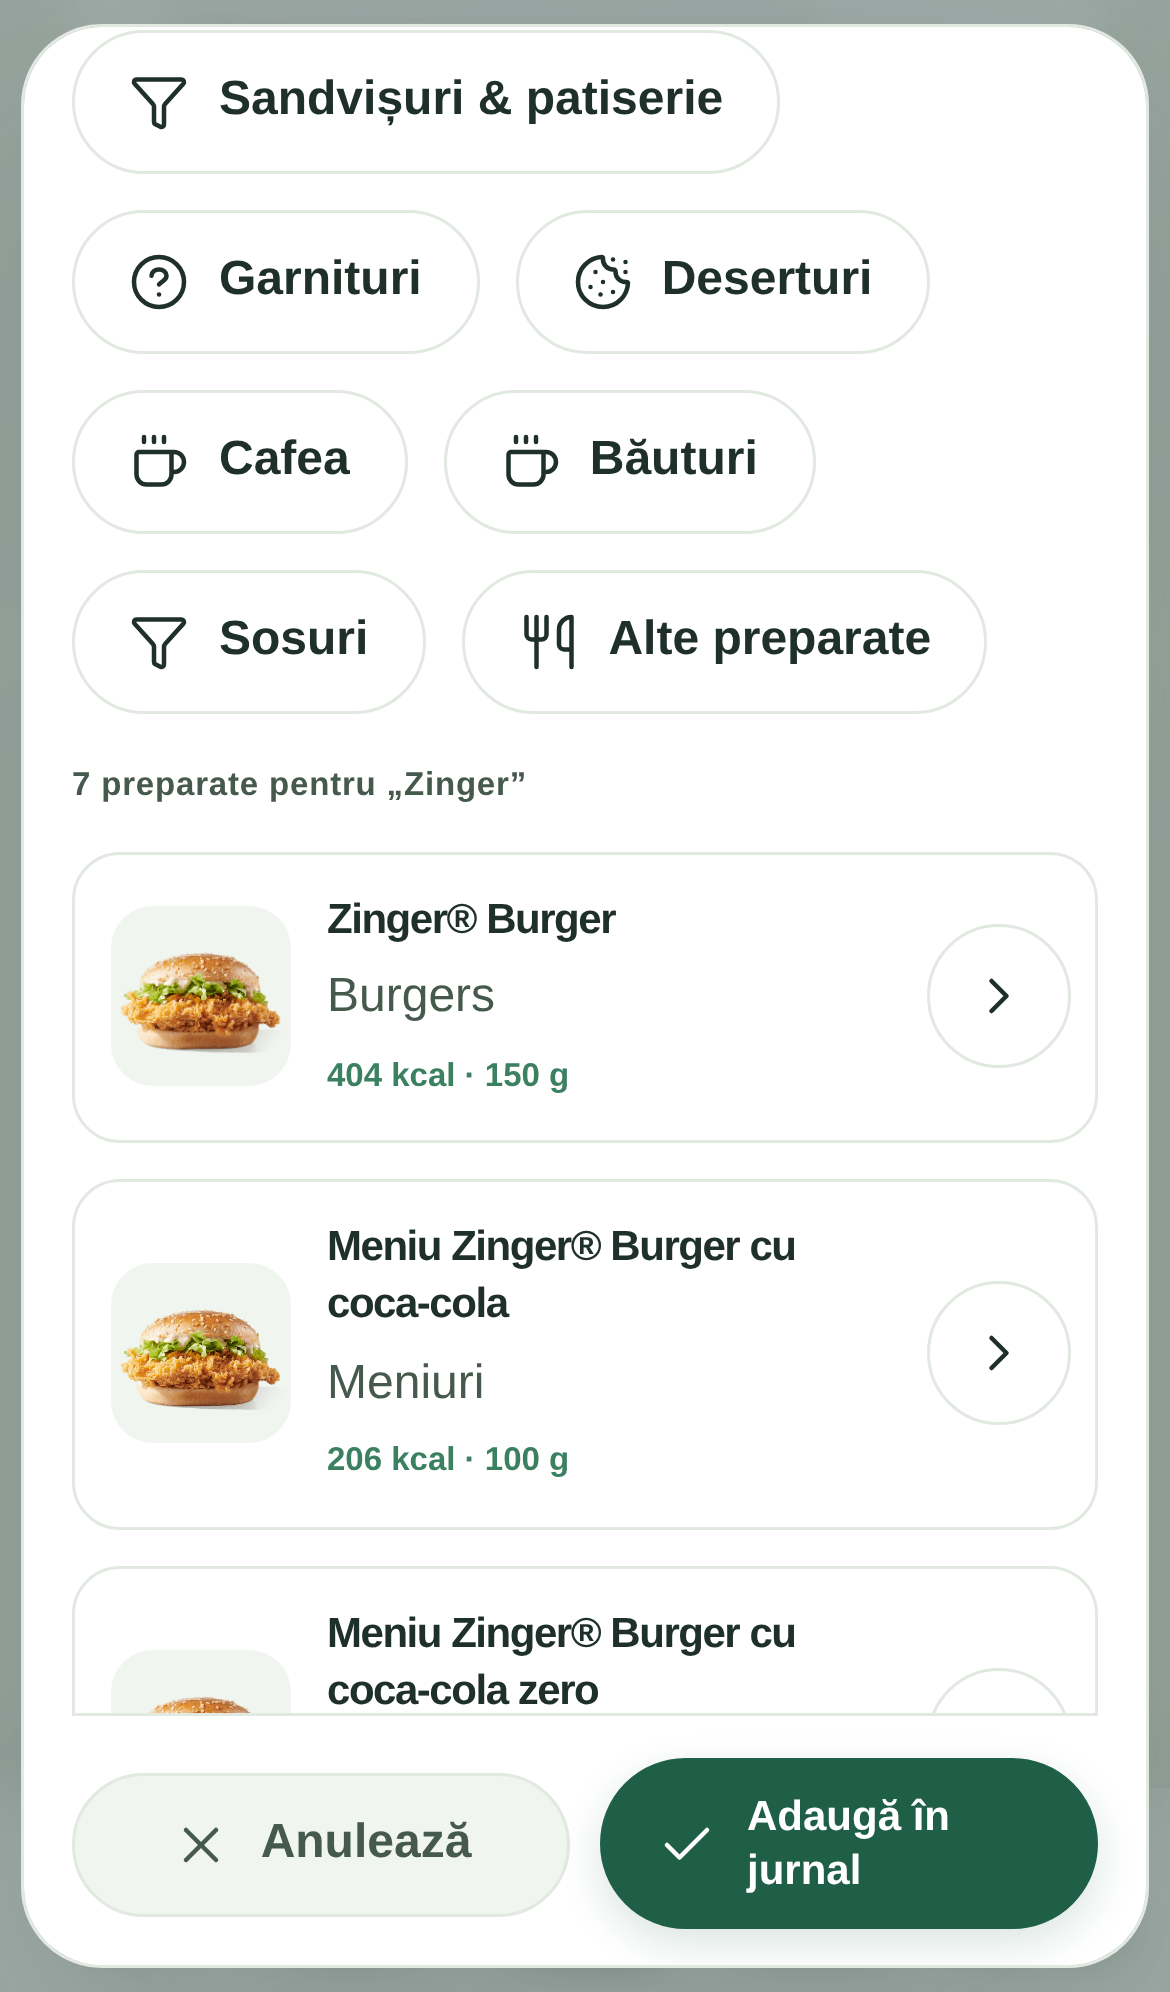 Sandvișuri & patiserie
Garnituri
Deserturi
Cafea
Băuturi
Sosuri
Alte preparate
7 preparate pentru „Zinger”
Zinger® Burger
Burgers
404 kcal · 150 g
Meniu Zinger® Burger cu
coca-cola
Meniuri
206 kcal · 100 g
Meniu Zinger® Burger cu
coca-cola zero
Anulează
Adaugă în
jurnal